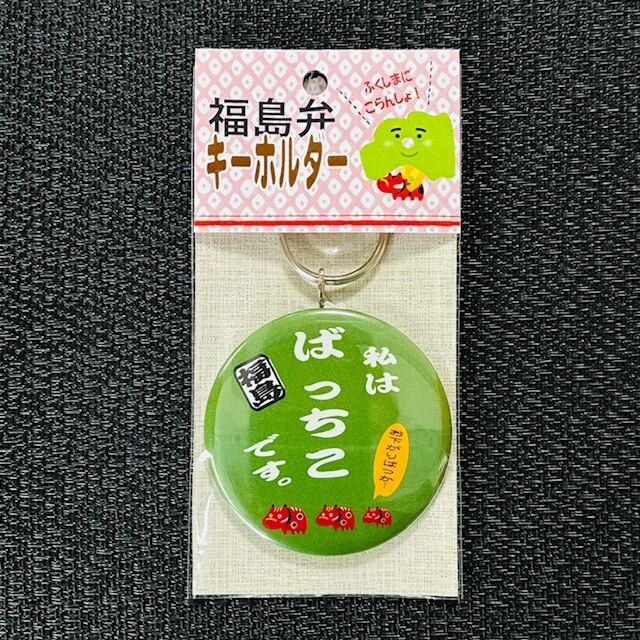 福島弁
キーホルダー
ふくしまに
こらんしょ！
私は
ばっちこ
です。
福島